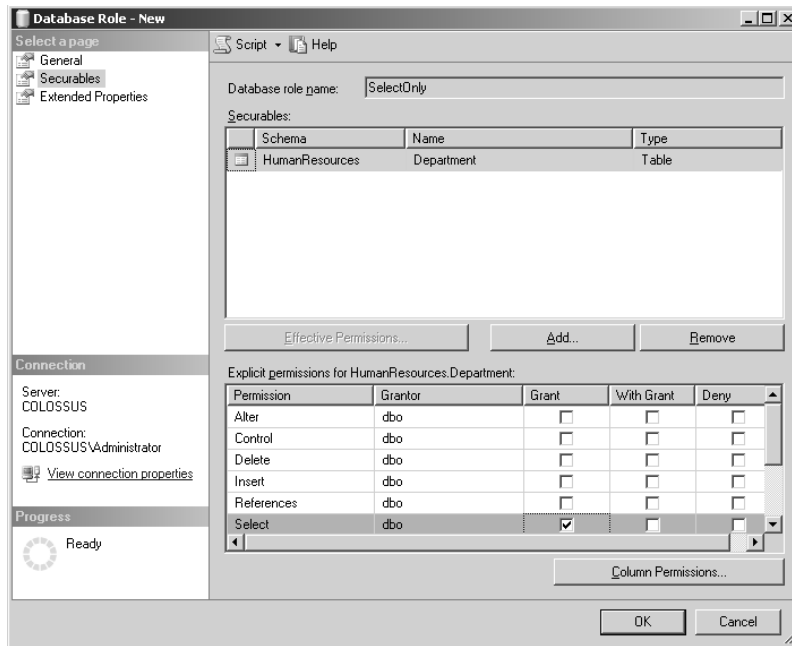 Database Role - New
Select a page
General
Securables
Extended Properties
Script
Help
Database role name: SelectOnly
Securables:
Schema Name Type
HumanResources Department Table
Effective Permissions... Add... Remove
Connection
Server:
COLOSSUS
Connection:
COLOSSUS\Administrator
View connection properties
Progress
Ready
Explicit permissions for HumanResources.Department:
Permission Grantor Grant With Grant Deny
Alter dbo
Control dbo
Delete dbo
Insert dbo
References dbo
Select dbo
Column Permissions...
OK Cancel